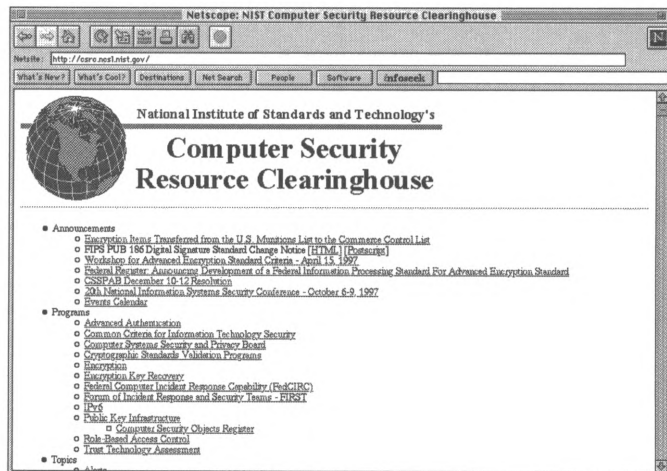 Netscape: NIST Computer Security Resource Clearinghouse
N
Netsite: http://csrc.ncsl.nist.gov/
What's New? What's Cool? Destinations Net Search People Software infoseek
National Institute of Standards and Technology's
Computer Security
Resource Clearinghouse
Announcements
Encryption Items Transferred from the U.S. Munitions List to the Commerce Control List
FIPS PUB 186 Digital Signature Standard Change Notice [HTML] [Postscript]
Workshop for Advanced Encryption Standard Criteria - April 15, 1997
Federal Register: Announcing Development of a Federal Information Processing Standard For Advanced Encryption Standard
CSSPAB December 10-12 Resolution
20th National Information Systems Security Conference - October 6-9, 1997
Events Calendar
Programs
Advanced Authentication
Common Criteria for Information Technology Security
Computer Systems Security and Privacy Board
Cryptographic Standards Validation Programs
Encryption
Encryption Key Recovery
Federal Computer Incident Response Capability (FedCIRC)
Forum of Incident Response and Security Teams - FIRST
IPv6
Public Key Infrastructure
Computer Security Objects Register
Role-Based Access Control
Trust Technology Assessment
Topics
Alerts